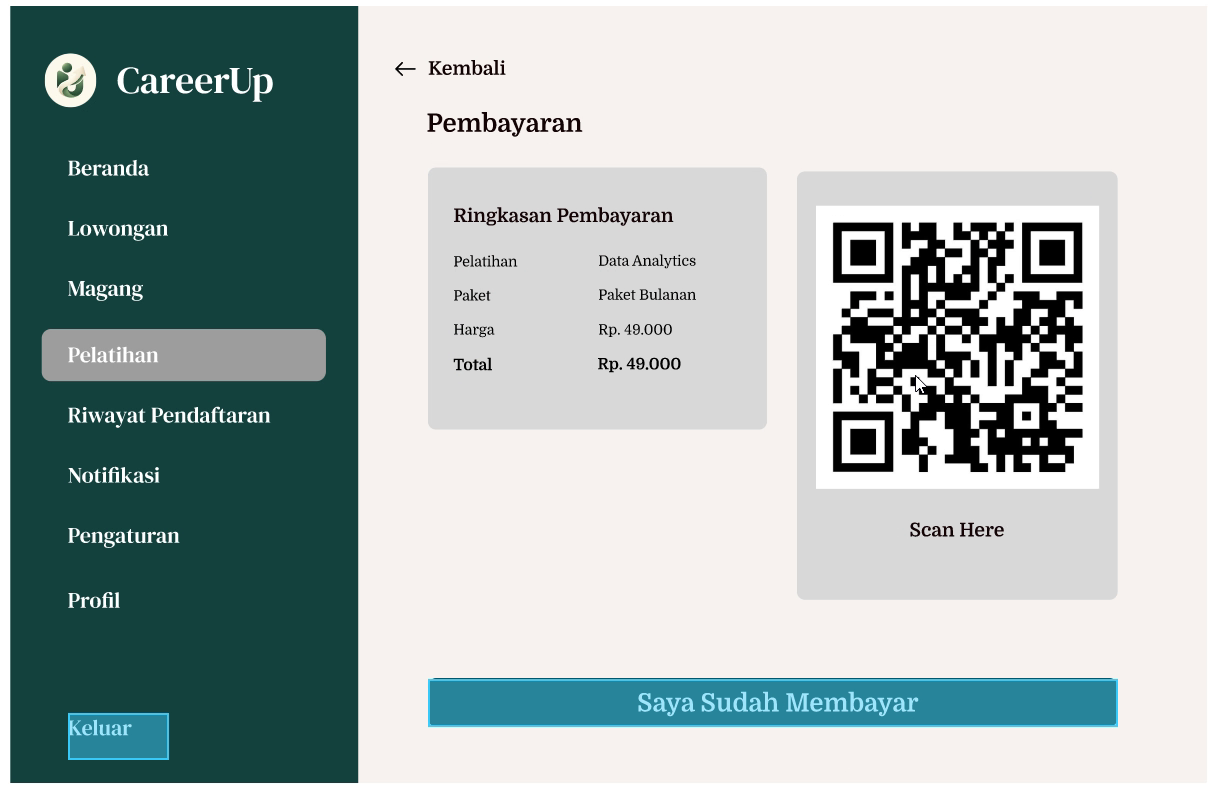 CareerUp
Beranda
Lowongan
Magang
Pelatihan
Riwayat Pendaftaran
Notifikasi
Pengaturan
Profil
Keluar
← Kembali
Pembayaran
Ringkasan Pembayaran
Pelatihan Data Analytics
Paket Paket Bulanan
Harga Rp. 49.000
Total Rp. 49.000
Scan Here
Saya Sudah Membayar